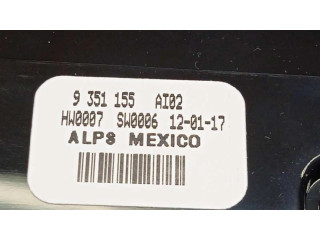 9 351 155 AI02
HW0007 SW0006 12-01-17
ALPS MEXICO